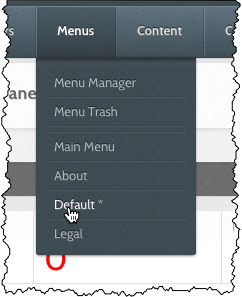 Menus Content
Menu Manager
Menu Trash
Main Menu
About
Default *
Legal